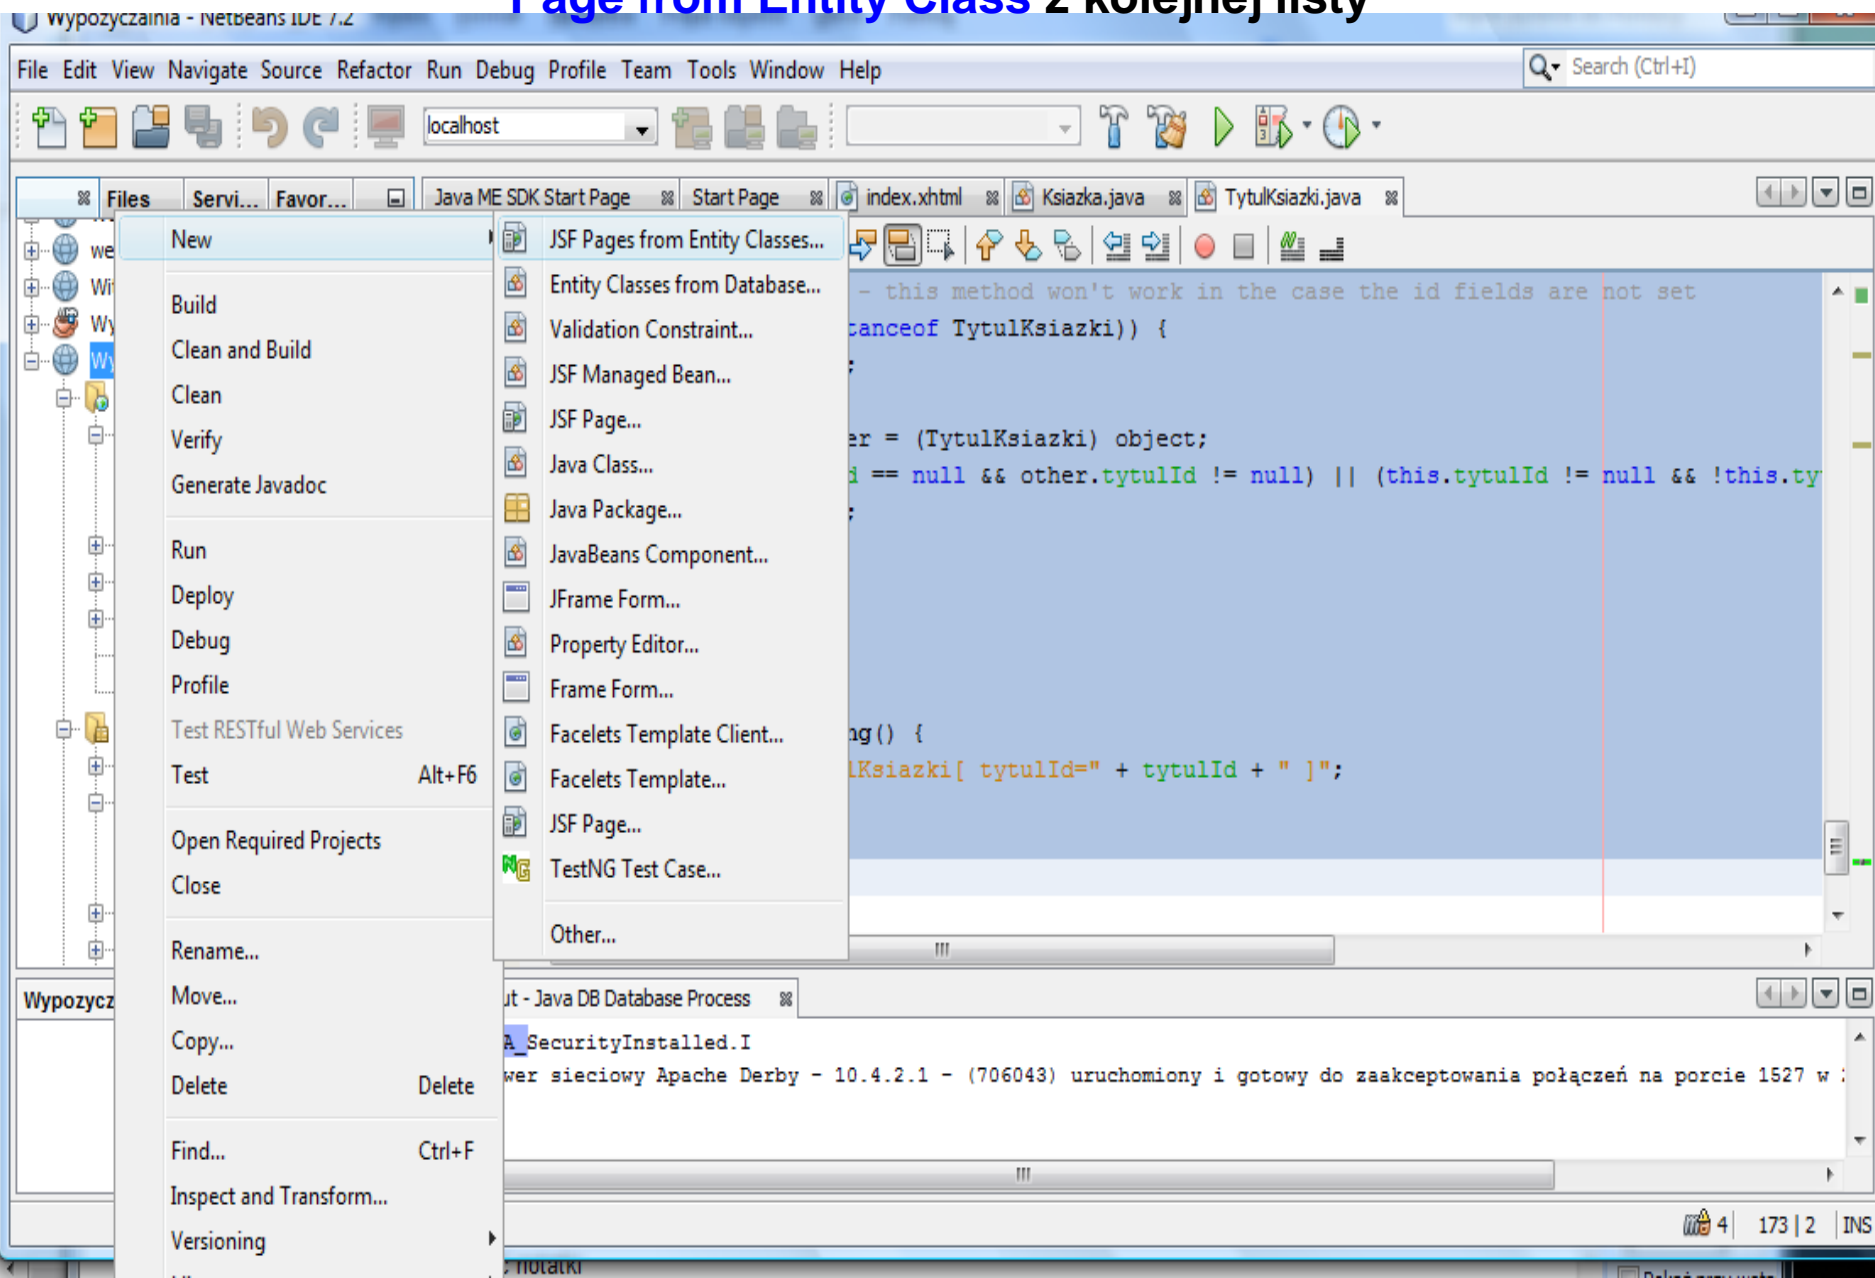 Page from Entity Class z kolejnej listy
Wypozyczalnia - NetBeans IDE 7.2
File Edit View Navigate Source Refactor Run Debug Profile Team Tools Window Help
Search (Ctrl+I)
localhost
Files Servi... Favor...
Java ME SDK Start Page Start Page index.xhtml Ksiazka.java TytulKsiazki.java
we
Wi
Wy
Wy
New
Build
Clean and Build
Clean
Verify
Generate Javadoc
Run
Deploy
Debug
Profile
Test RESTful Web Services
Test Alt+F6
Open Required Projects
Close
Rename...
Move...
Copy...
Delete Delete
Find... Ctrl+F
Inspect and Transform...
Versioning
JSF Pages from Entity Classes...
Entity Classes from Database...
Validation Constraint...
JSF Managed Bean...
JSF Page...
Java Class...
Java Package...
JavaBeans Component...
JFrame Form...
Property Editor...
Frame Form...
Facelets Template Client...
Facelets Template...
JSF Page...
TestNG Test Case...
Other...
- this method won't work in the case the id fields are not set
tanceof TytulKsiazki)) {
;
er = (TytulKsiazki) object;
d == null && other.tytulId != null) || (this.tytulId != null && !this.ty
;
ng() {
lKsiazki[ tytulId=" + tytulId + " ]";
Wypozycz
ut - Java DB Database Process
A_SecurityInstalled.I
wer sieciowy Apache Derby - 10.4.2.1 - (706043) uruchomiony i gotowy do zaakceptowania połączeń na porcie 1527 w
4 173 | 2 INS
notatki